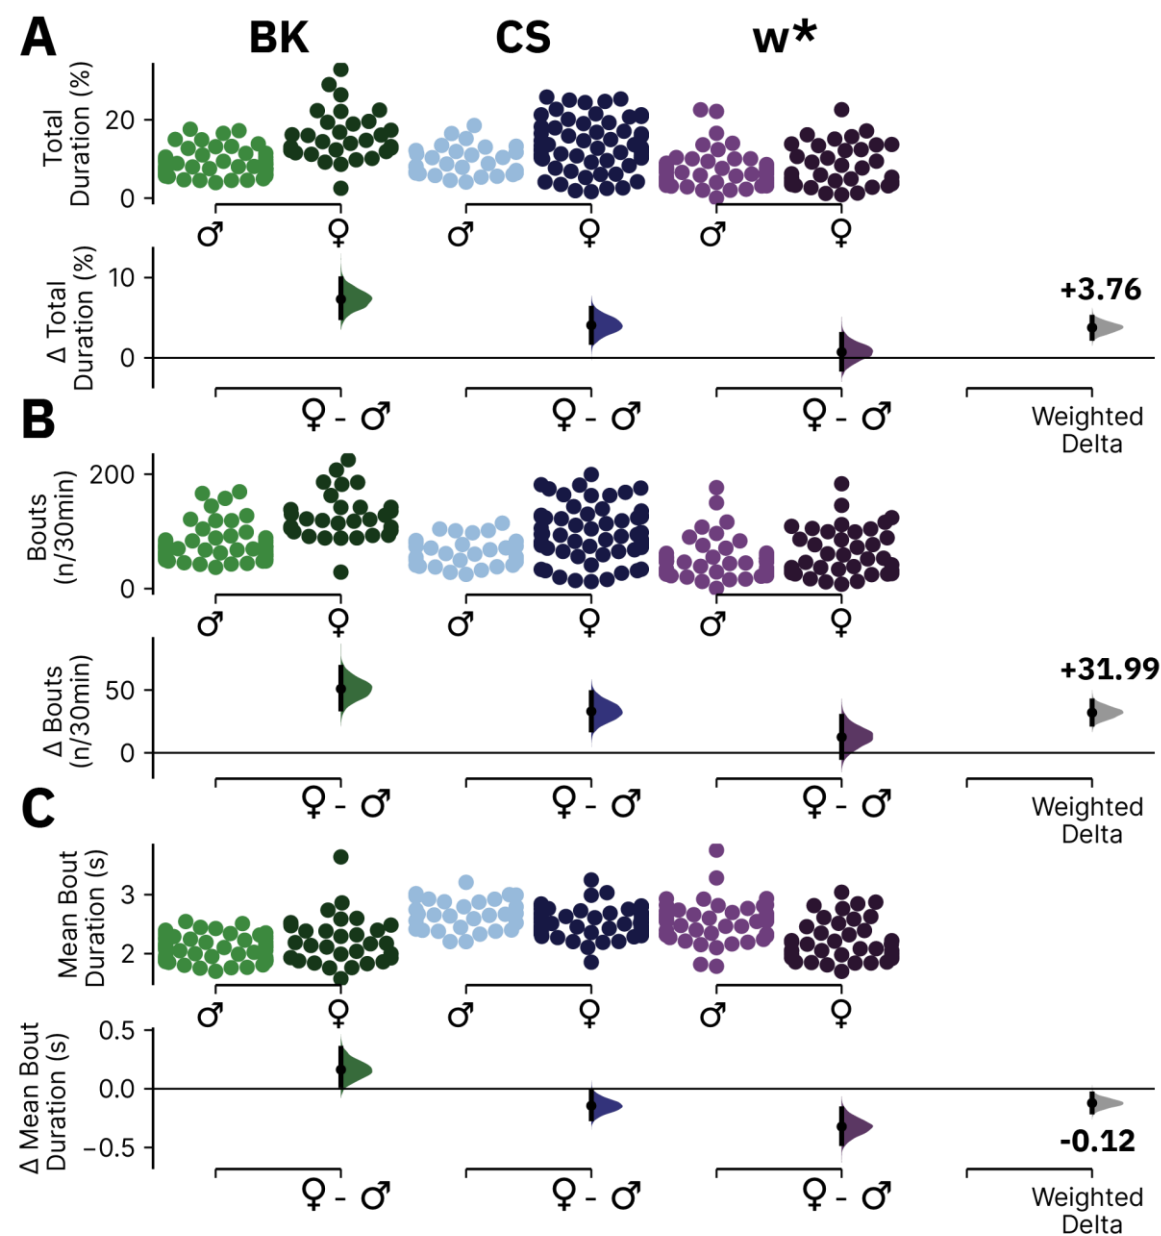 A
BK CS w*
Total
Duration (%)
20
0
♂ ♀ ♂ ♀ ♂ ♀
Δ Total
Duration (%)
10
0
+3.76
♀ - ♂ ♀ - ♂ ♀ - ♂ Weighted
Delta
B
Bouts
(n/30min)
200
0
♂ ♀ ♂ ♀ ♂ ♀
Δ Bouts
(n/30min)
50
0
+31.99
♀ - ♂ ♀ - ♂ ♀ - ♂ Weighted
Delta
C
Mean Bout
Duration (s)
3
2
♂ ♀ ♂ ♀ ♂ ♀
Δ Mean Bout
Duration (s)
0.5
0.0
−0.5
-0.12
♀ - ♂ ♀ - ♂ ♀ - ♂ Weighted
Delta